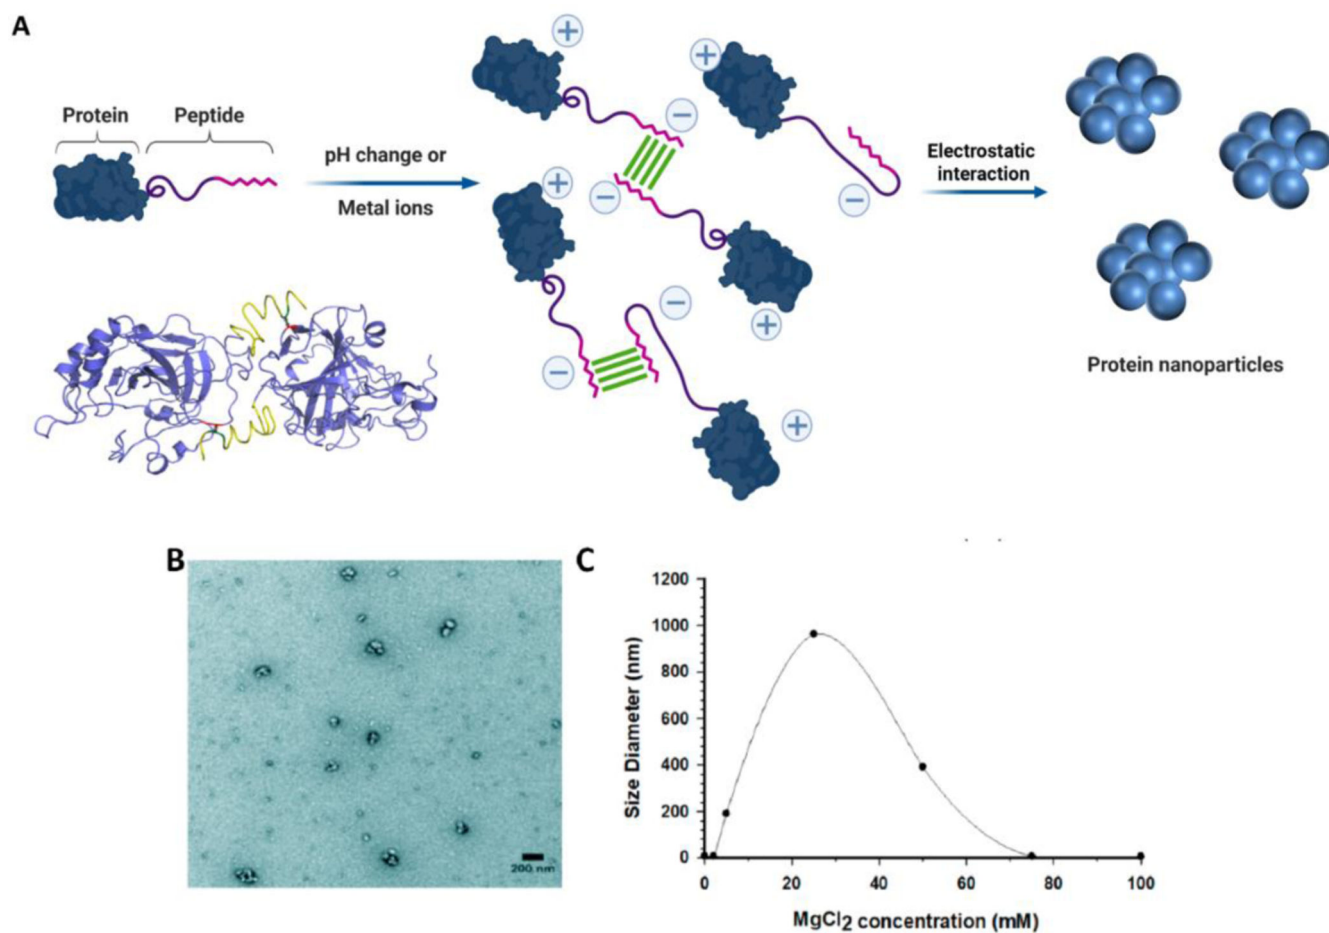 A
Protein
Peptide
pH change or
Metal ions
+
−
+
−
+
−
+
−
−
+
+
Electrostatic
interaction
Protein nanoparticles
B
200 nm
C
1200
1000
800
600
400
200
0
Size Diameter (nm)
0
20
40
60
80
100
MgCl2 concentration (mM)